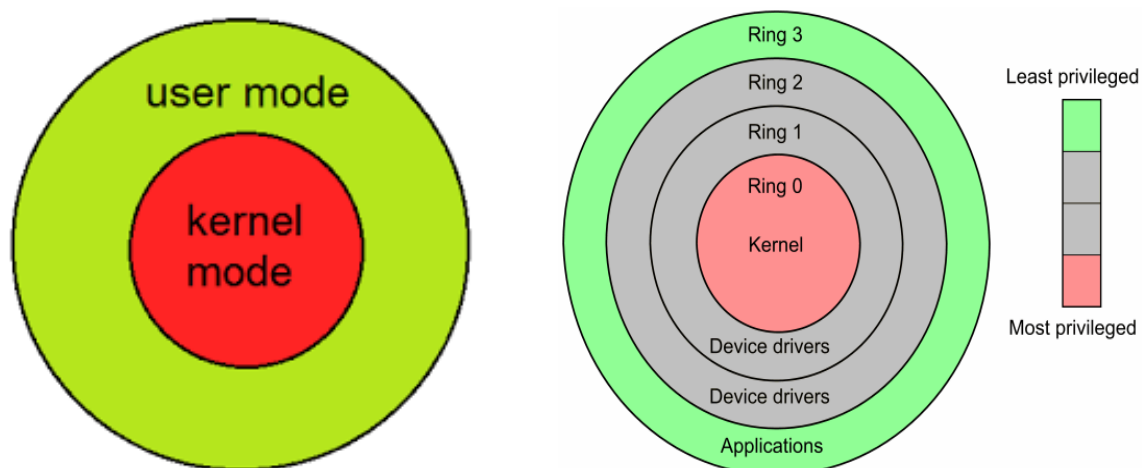 user mode
kernel
mode
Ring 3
Ring 2
Ring 1
Ring 0
Kernel
Device drivers
Device drivers
Applications
Least privileged
Most privileged